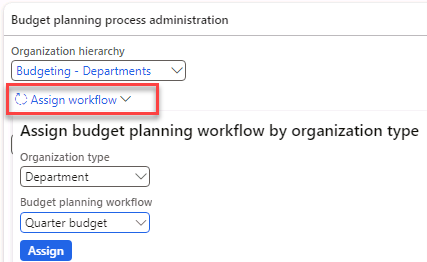 Budget planning process administration
Organization hierarchy
Budgeting - Departments
Assign workflow
Assign budget planning workflow by organization type
Organization type
Department
Budget planning workflow
Quarter budget
Assign